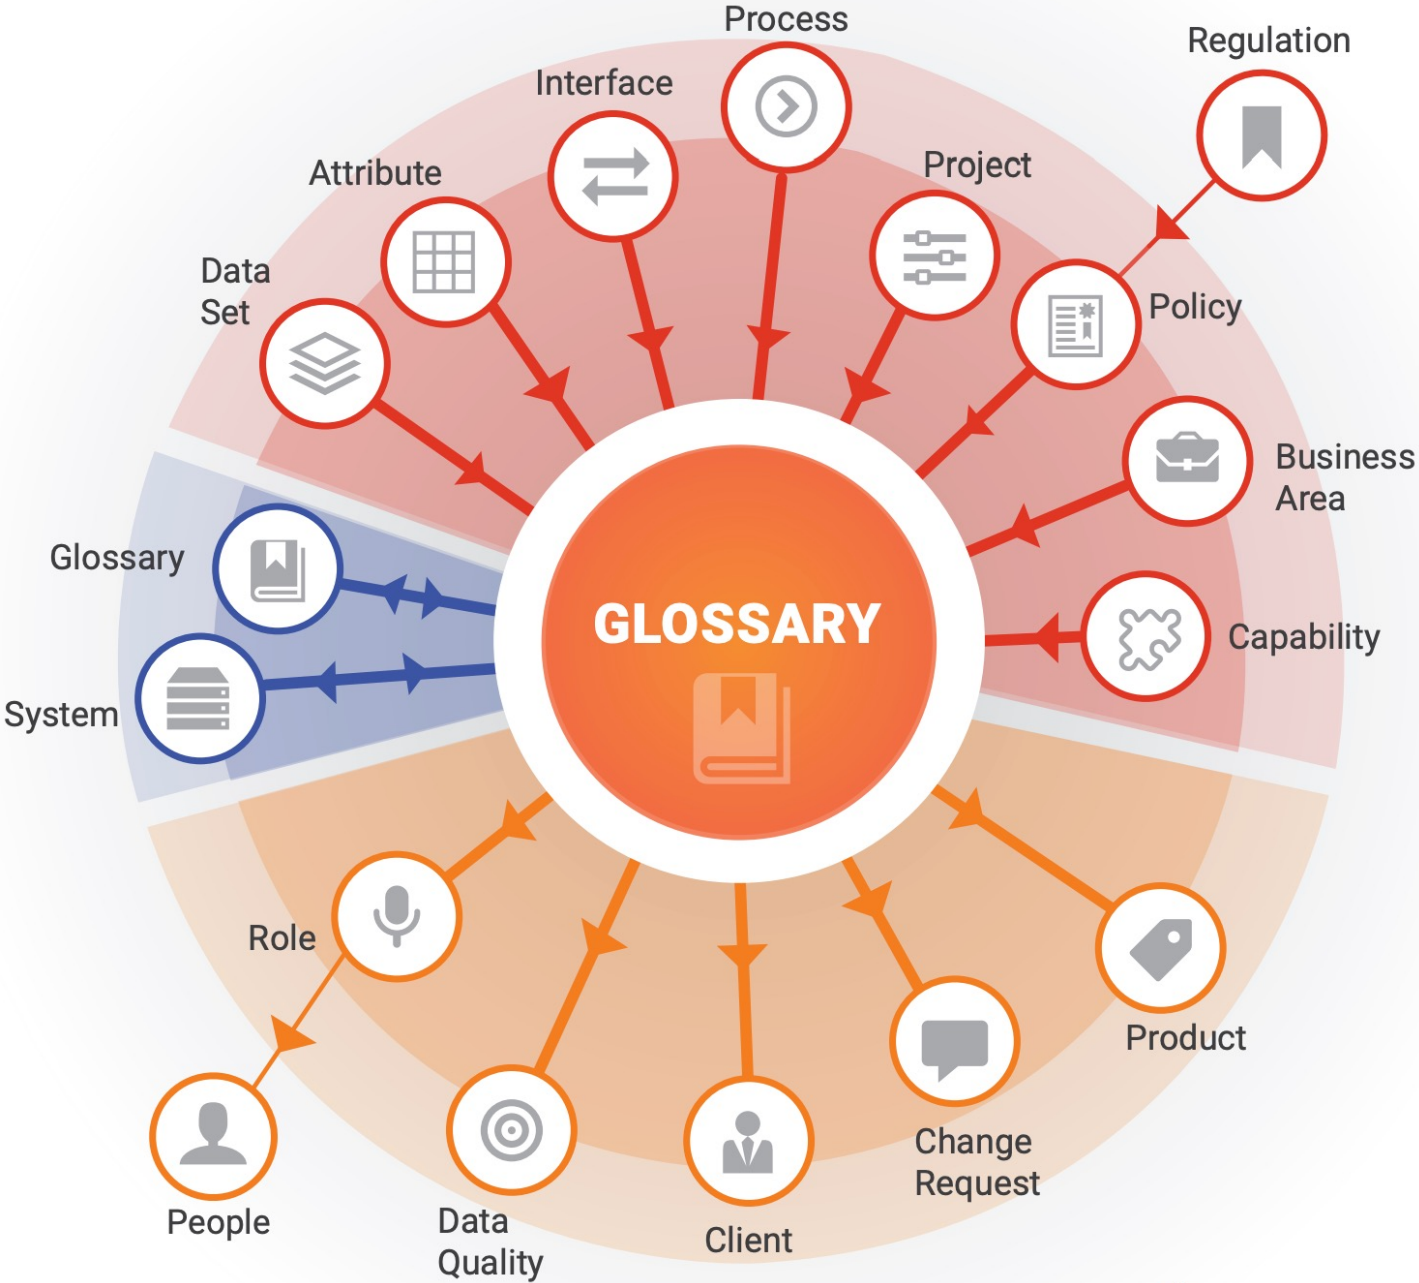 Process
Regulation
Interface
Project
Attribute
Data
Set
Policy
Business
Area
Glossary
GLOSSARY
Capability
System
Role
Product
Change
Request
People
Data
Quality
Client